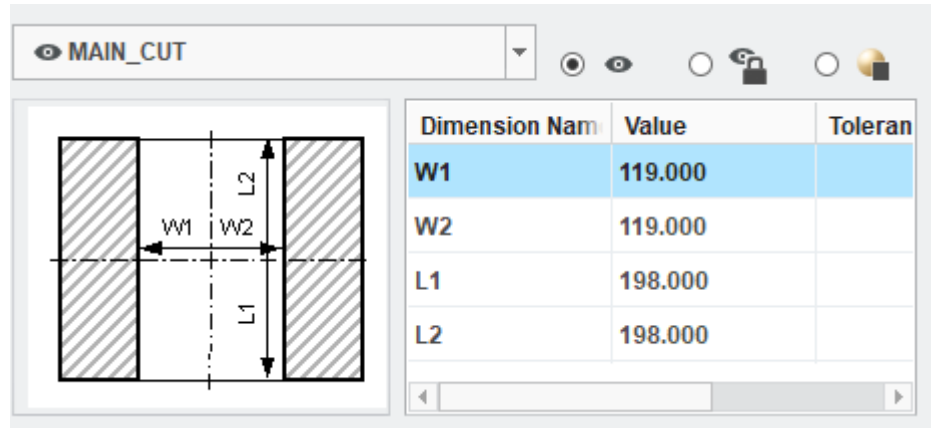 MAIN_CUT
Dimension Nam Value Toleran
W1 119.000
W2 119.000
L1 198.000
L2 198.000
L2
W1 W2
L1